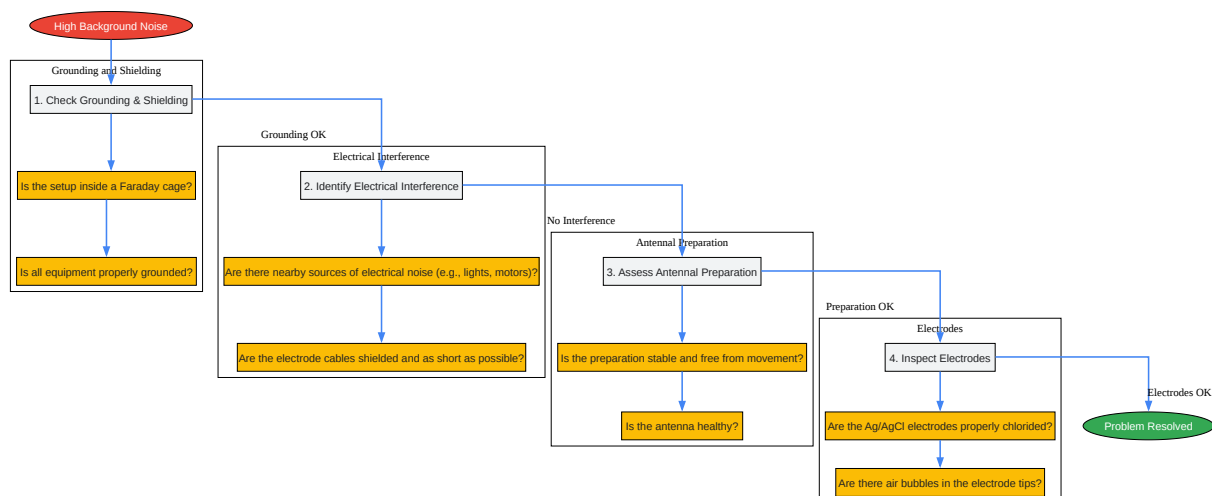 High Background Noise
Grounding and Shielding
1. Check Grounding & Shielding
Is the setup inside a Faraday cage?
Is all equipment properly grounded?
Grounding OK
Electrical Interference
2. Identify Electrical Interference
Are there nearby sources of electrical noise (e.g., lights, motors)?
Are the electrode cables shielded and as short as possible?
No Interference
Antennal Preparation
3. Assess Antennal Preparation
Is the preparation stable and free from movement?
Is the antenna healthy?
Preparation OK
Electrodes
4. Inspect Electrodes
Are the Ag/AgCl electrodes properly chlorided?
Are there air bubbles in the electrode tips?
Electrodes OK
Problem Resolved